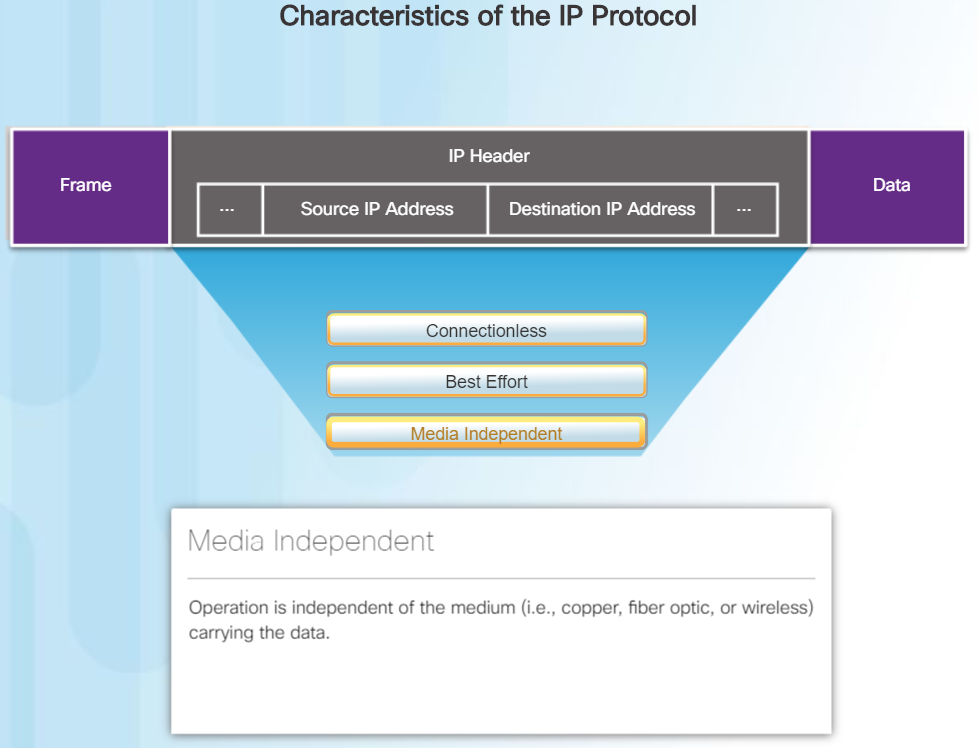 Characteristics of the IP Protocol
IP Header
Frame
Data
... Source IP Address Destination IP Address ...
Connectionless
Best Effort
Media Independent
Media Independent
Operation is independent of the medium (i.e., copper, fiber optic, or wireless)
carrying the data.